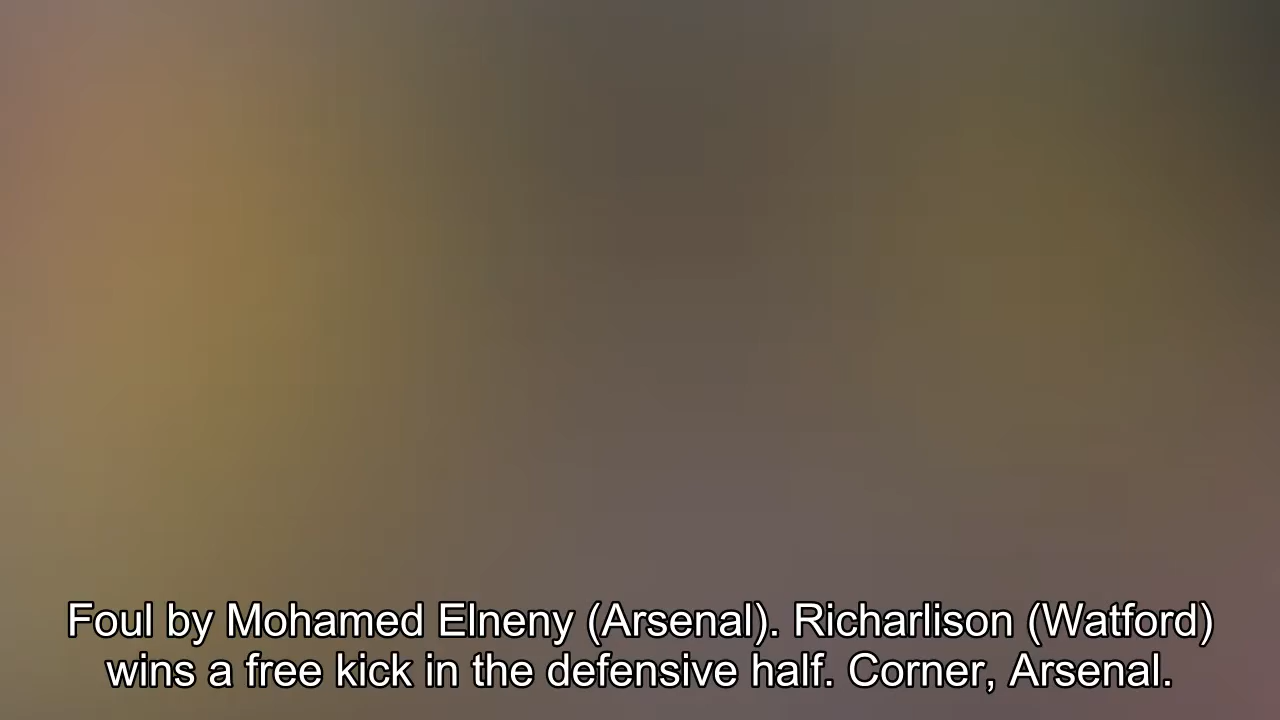 Foul by Mohamed Elneny (Arsenal). Richarlison (Watford)
wins a free kick in the defensive half. Corner, Arsenal.